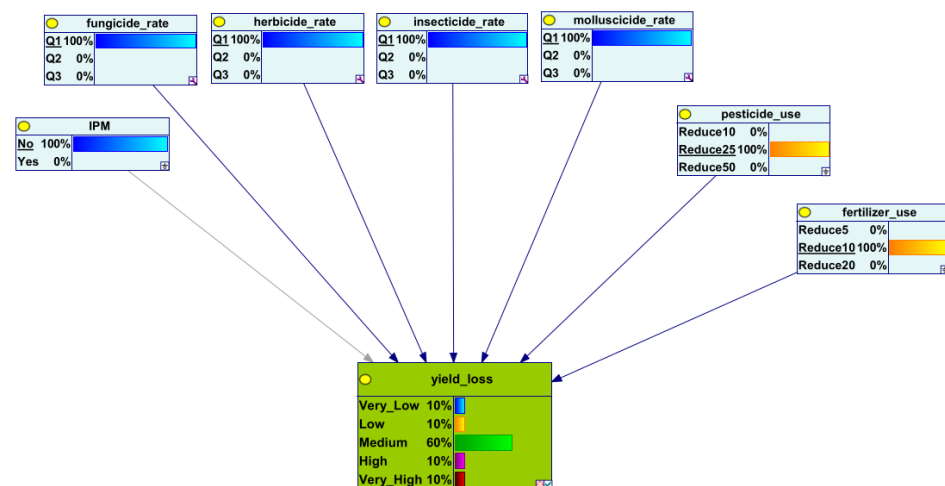 fungicide_rate
Q1 100%
Q2 0%
Q3 0%
herbicide_rate
Q1 100%
Q2 0%
Q3 0%
insecticide_rate
Q1 100%
Q2 0%
Q3 0%
molluscicide_rate
Q1 100%
Q2 0%
Q3 0%
IPM
No 100%
Yes 0%
pesticide_use
Reduce10 0%
Reduce25 100%
Reduce50 0%
fertilizer_use
Reduce5 0%
Reduce10 100%
Reduce20 0%
yield_loss
Very_Low 10%
Low 10%
Medium 60%
High 10%
Very_High 10%